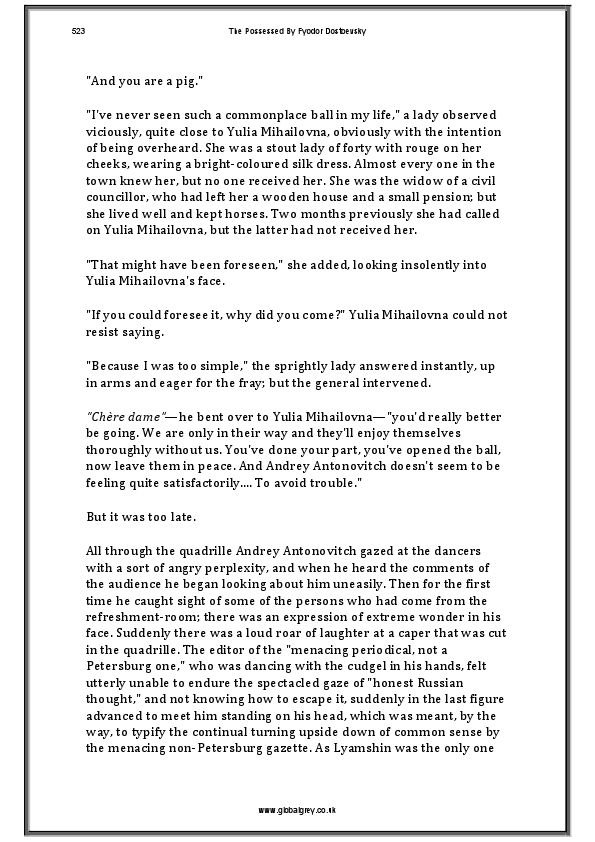 523
The Possessed By Fyodor Dostoevsky
"And you are a pig."
"I've never seen such a commonplace ball in my life," a lady observed
viciously, quite close to Yulia Mihailovna, obviously with the intention
of being overheard. She was a stout lady of forty with rouge on her
cheeks, wearing a bright-coloured silk dress. Almost every one in the
town knew her, but no one received her. She was the widow of a civil
councillor, who had left her a wooden house and a small pension; but
she lived well and kept horses. Two months previously she had called
on Yulia Mihailovna, but the latter had not received her.
"That might have been foreseen," she added, looking insolently into
Yulia Mihailovna's face.
"If you could foresee it, why did you come?" Yulia Mihailovna could not
resist saying.
"Because I was too simple," the sprightly lady answered instantly, up
in arms and eager for the fray; but the general intervened.
"Chère dame"—he bent over to Yulia Mihailovna—"you'd really better
be going. We are only in their way and they'll enjoy themselves
thoroughly without us. You've done your part, you've opened the ball,
now leave them in peace. And Andrey Antonovitch doesn't seem to be
feeling quite satisfactorily.... To avoid trouble."
But it was too late.
All through the quadrille Andrey Antonovitch gazed at the dancers
with a sort of angry perplexity, and when he heard the comments of
the audience he began looking about him uneasily. Then for the first
time he caught sight of some of the persons who had come from the
refreshment-room; there was an expression of extreme wonder in his
face. Suddenly there was a loud roar of laughter at a caper that was cut
in the quadrille. The editor of the "menacing periodical, not a
Petersburg one," who was dancing with the cudgel in his hands, felt
utterly unable to endure the spectacled gaze of "honest Russian
thought," and not knowing how to escape it, suddenly in the last figure
advanced to meet him standing on his head, which was meant, by the
way, to typify the continual turning upside down of common sense by
the menacing non-Petersburg gazette. As Lyamshin was the only one
www.globalgrey.co.uk